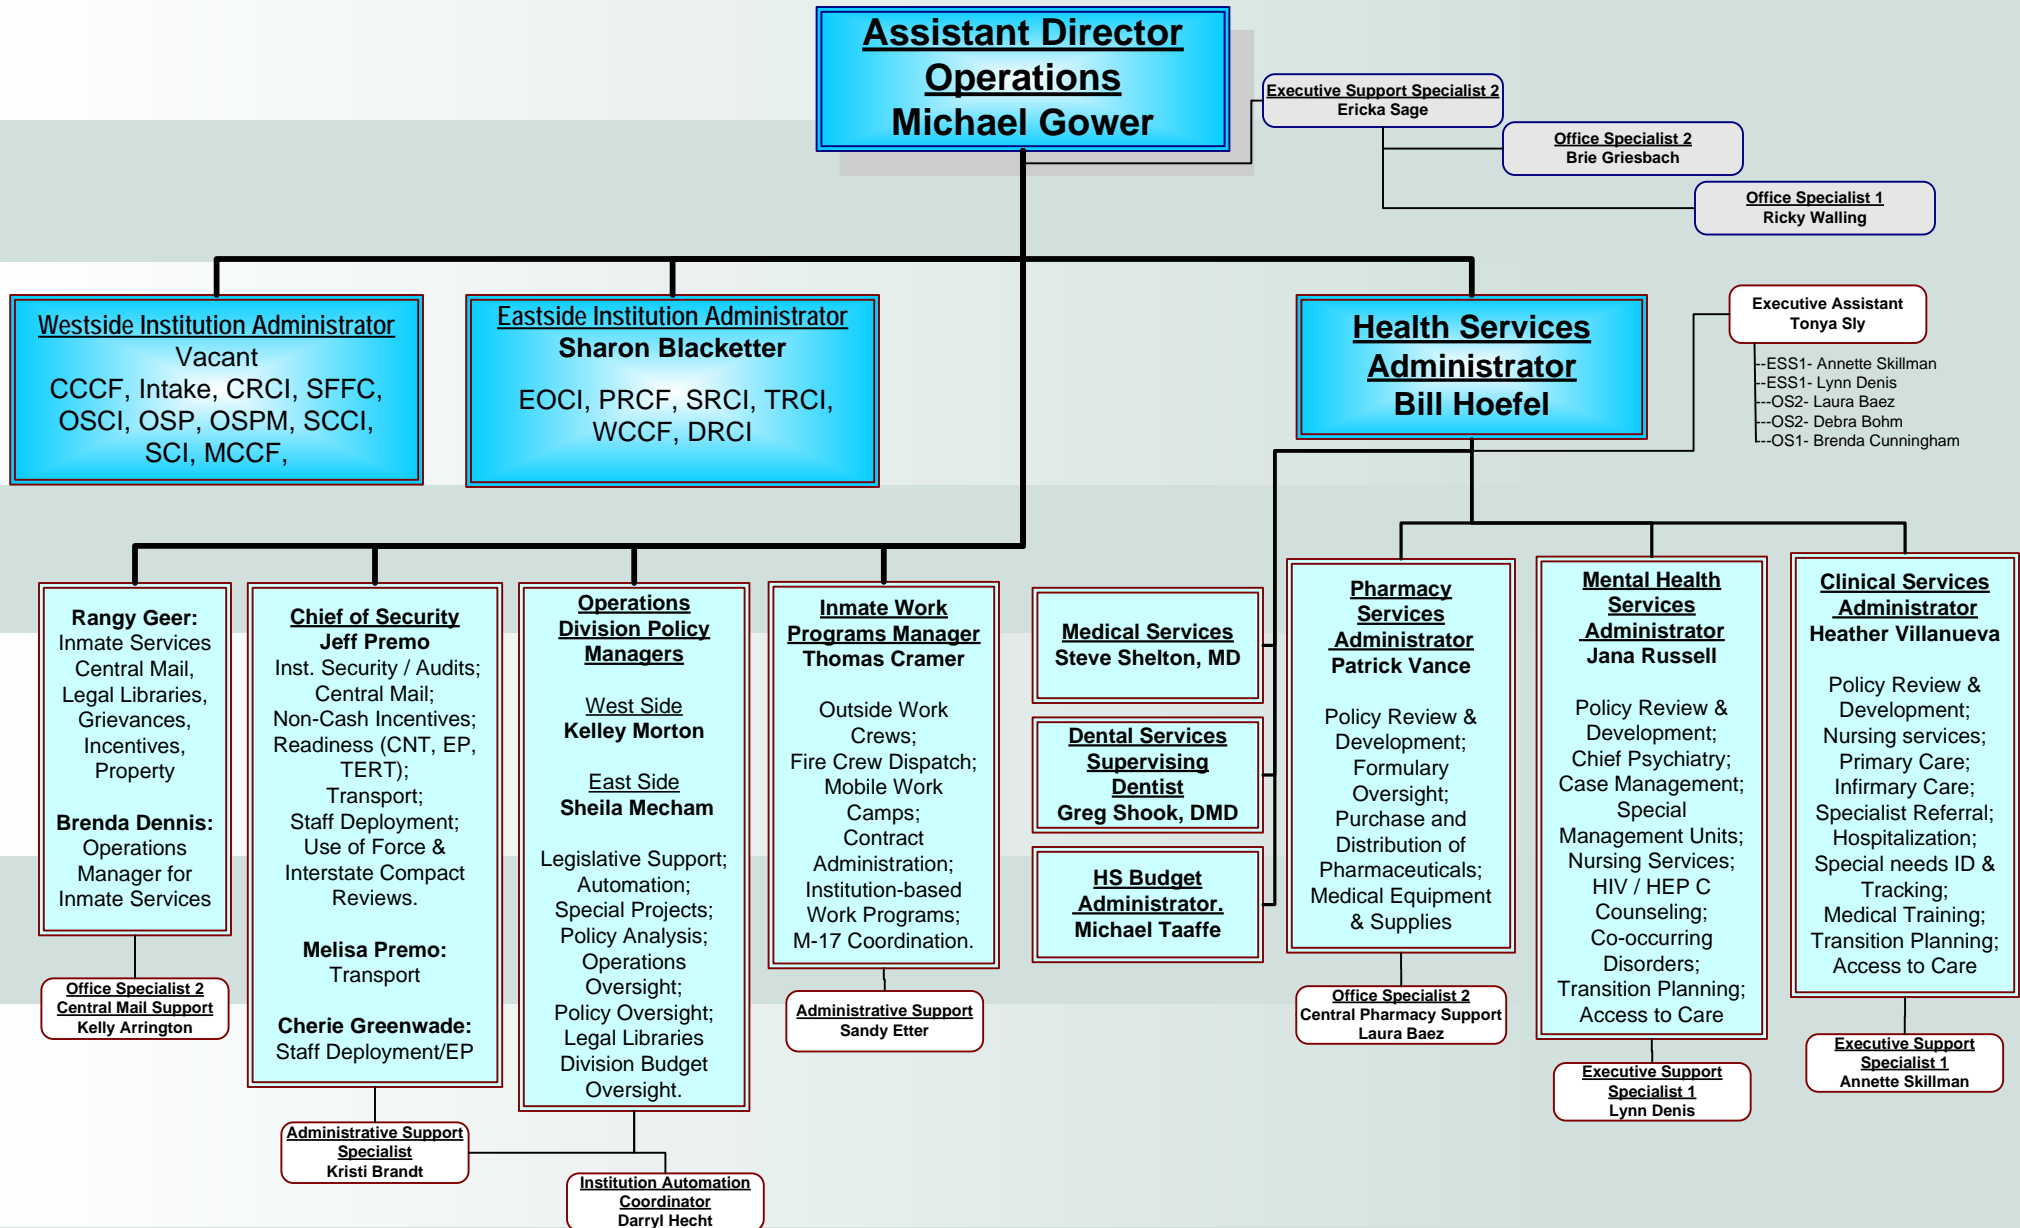 Assistant Director
Operations
Michael Gower
Executive Support Specialist 2
Ericka Sage
Office Specialist 2
Brie Griesbach
Office Specialist 1
Ricky Walling
Westside Institution Administrator
Vacant
CCCF, Intake, CRCI, SFFC,
OSCI, OSP, OSPM, SCCI,
SCI, MCCF,
Eastside Institution Administrator
Sharon Blacketter
EOCI, PRCF, SRCI, TRCI,
WCCF, DRCI
Health Services
Administrator
Bill Hoefel
Executive Assistant
Tonya Sly
--ESS1- Annette Skillman
--ESS1- Lynn Denis
---OS2- Laura Baez
---OS2- Debra Bohm
---OS1- Brenda Cunningham
Rangy Geer:
Inmate Services
Central Mail,
Legal Libraries,
Grievances,
Incentives,
Property
Brenda Dennis:
Operations
Manager for
Inmate Services
Office Specialist 2
Central Mail Support
Kelly Arrington
Chief of Security
Jeff Premo
Inst. Security / Audits;
Central Mail;
Non-Cash Incentives;
Readiness (CNT, EP,
TERT);
Transport;
Staff Deployment;
Use of Force &
Interstate Compact
Reviews.
Melisa Premo:
Transport
Cherie Greenwade:
Staff Deployment/EP
Administrative Support
Specialist
Kristi Brandt
Operations
Division Policy
Managers
West Side
Kelley Morton
East Side
Sheila Mecham
Legislative Support;
Automation;
Special Projects;
Policy Analysis;
Operations
Oversight;
Policy Oversight;
Legal Libraries
Division Budget
Oversight.
Institution Automation
Coordinator
Darryl Hecht
Inmate Work
Programs Manager
Thomas Cramer
Outside Work
Crews;
Fire Crew Dispatch;
Mobile Work
Camps;
Contract
Administration;
Institution-based
Work Programs;
M-17 Coordination.
Administrative Support
Sandy Etter
Medical Services
Steve Shelton, MD
Dental Services
Supervising
Dentist
Greg Shook, DMD
HS Budget
Administrator.
Michael Taaffe
Pharmacy
Services
Administrator
Patrick Vance
Policy Review &
Development;
Formulary
Oversight;
Purchase and
Distribution of
Pharmaceuticals;
Medical Equipment
& Supplies
Office Specialist 2
Central Pharmacy Support
Laura Baez
Mental Health
Services
Administrator
Jana Russell
Policy Review &
Development;
Chief Psychiatry;
Case Management;
Special
Management Units;
Nursing Services;
HIV / HEP C
Counseling;
Co-occurring
Disorders;
Transition Planning;
Access to Care
Executive Support
Specialist 1
Lynn Denis
Clinical Services
Administrator
Heather Villanueva
Policy Review &
Development;
Nursing services;
Primary Care;
Infirmary Care;
Specialist Referral;
Hospitalization;
Special needs ID &
Tracking;
Medical Training;
Transition Planning;
Access to Care
Executive Support
Specialist 1
Annette Skillman